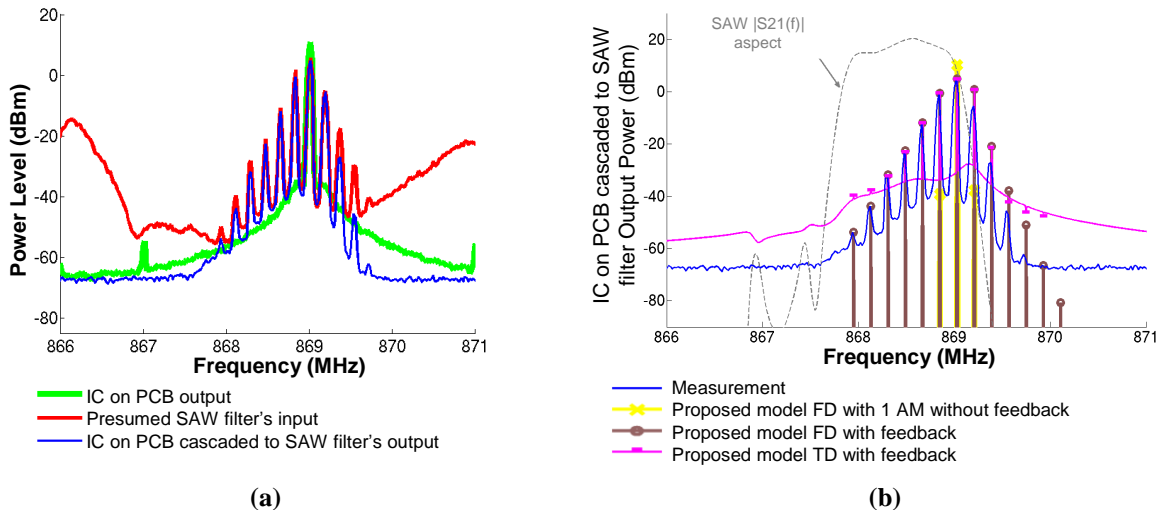 20
0
-20
-40
-60
-80
Power Level (dBm)
866
867
868
869
870
871
Frequency (MHz)
IC on PCB output
Presumed SAW filter's input
IC on PCB cascaded to SAW filter's output
(a)
SAW |S21(f)|
aspect
20
0
-20
-40
-60
-80
IC on PCB cascaded to SAW
filter Output Power (dBm)
866
867
868
869
870
871
Frequency (MHz)
Measurement
Proposed model FD with 1 AM without feedback
Proposed model FD with feedback
Proposed model TD with feedback
(b)